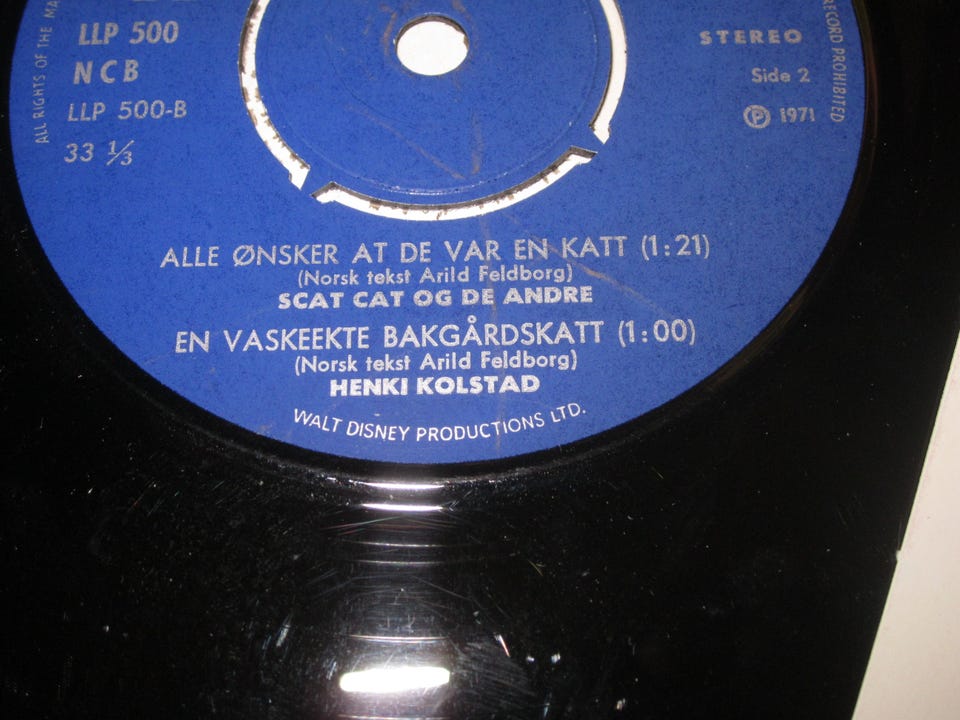 ALL RIGHTS OF THE
LLP 500
NCB
LLP 500-B
33 1/3
STEREO
Side 2
Ⓟ 1971
RECORD PROHIBITED
ALLE ØNSKER AT DE VAR EN KATT (1:21)
(Norsk tekst Arild Feldborg)
SCAT CAT OG DE ANDRE
EN VASKEEKTE BAKGÅRDSKATT (1:00)
(Norsk tekst Arild Feldborg)
HENKI KOLSTAD
WALT DISNEY PRODUCTIONS LTD.